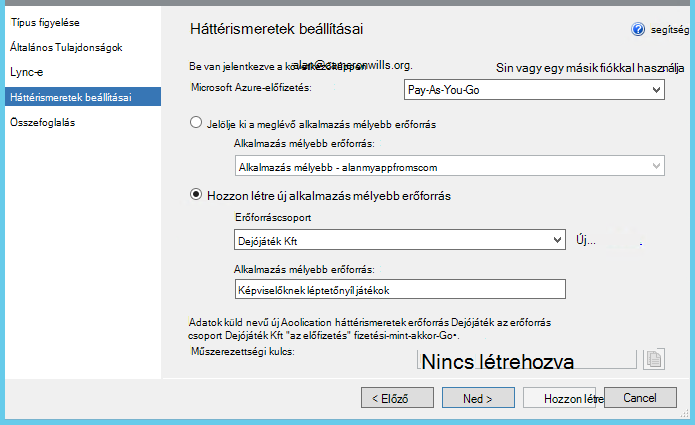 Típus figyelése
Általános Tulajdonságok
Lync-e
Háttérismeretek beállításai
Összefoglalás
Háttérismeretek beállításai
segítség
Be van jelentkezve a következőképpen
alan@cameronwills.org.
Sin vagy egy másik fiókkal használja
Microsoft Azure-előfizetés:
Pay-As-You-Go
Jelölje ki a meglévő alkalmazás mélyebb erőforrás
Alkalmazás mélyebb erőforrás:
Alkalmazás mélyebb - alanmyappfromscom
Hozzon létre új alkalmazás mélyebb erőforrás
Erőforráscsoport
Dejójáték Kft
Új...
Alkalmazás mélyebb erőforrás:
Képviselőknek léptetőnyíl játékok
Adatok küld nevű új Aoolication háttérismeretek erőforrás Dejójáték az erőforrás
csoport Dejójáték Kft "az előfizetés" fizetési-mint-akkor-Go•.
Műszerezettségi kulcs:
Nincs létrehozva
< Előző
Ned >
Hozzon létre
Cancel